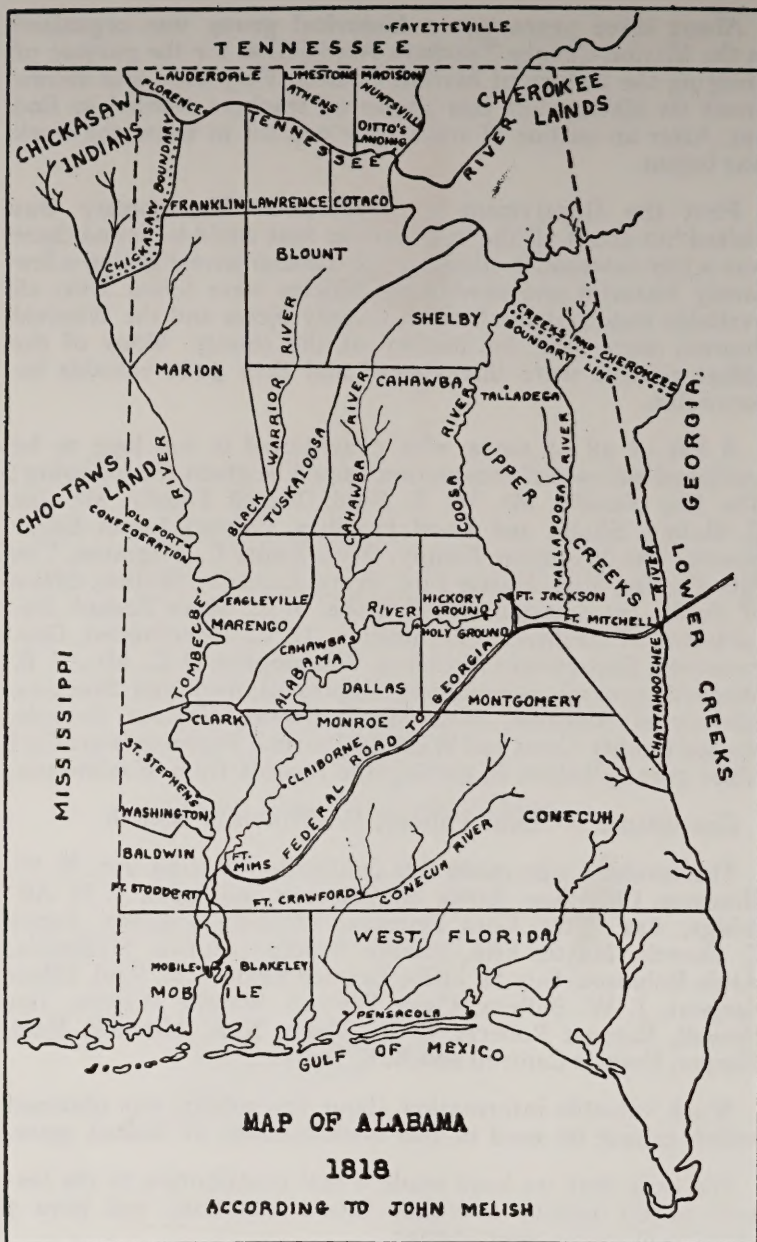 FAYETTEVILLE
TENNESSEE
LAUDERDALE
LIMESTONE
MADISON
FLORENCE
ATHENS
HUNTSVILLE
DITTO'S
LANDING
CHEROKEE
LANDS
CHICKASAW
INDIANS
TENNESSEE
RIVER
CHICKASAW BOUNDARY
FRANKLIN
LAWRENCE
COTACO
BLOUNT
SHELBY
CREEKS AND CHEROKEES
BOUNDARY LINE
MARION
BLACK WARRIOR RIVER
TUSKALOOSA
CAHAWBA
CAHAWBA RIVER
COOSA RIVER
TALLADEGA
UPPER
CREEKS
TALLAPOOSA RIVER
GEORGIA
CHOCTAWS
LAND
RIVER
OLD FORT
CONFEDERATION
TOMBECBE
EAGLEVILLE
MARENGO
HICKORY
GROUND
FT. JACKSON
FT. MITCHELL
LOWER CREEKS
CAHAWBA
ALABAMA
RIVER
HOLY GROUND
DALLAS
MONTGOMERY
CHATTAHOOCHEE
RIVER
MISSISSIPPI
CLARK
MONROE
ST. STEPHENS
CLAIBORNE
FEDERAL ROAD TO GEORGIA
WASHINGTON
BALDWIN
FT.
MIMS
CONECUH
FT. STODDERT
FT. CRAWFORD
CONECUH RIVER
WEST FLORIDA
MOBILE
BLAKELEY
MOBILE
PENSACOLA
GULF OF MEXICO
MAP OF ALABAMA
1818
ACCORDING TO JOHN MELISH